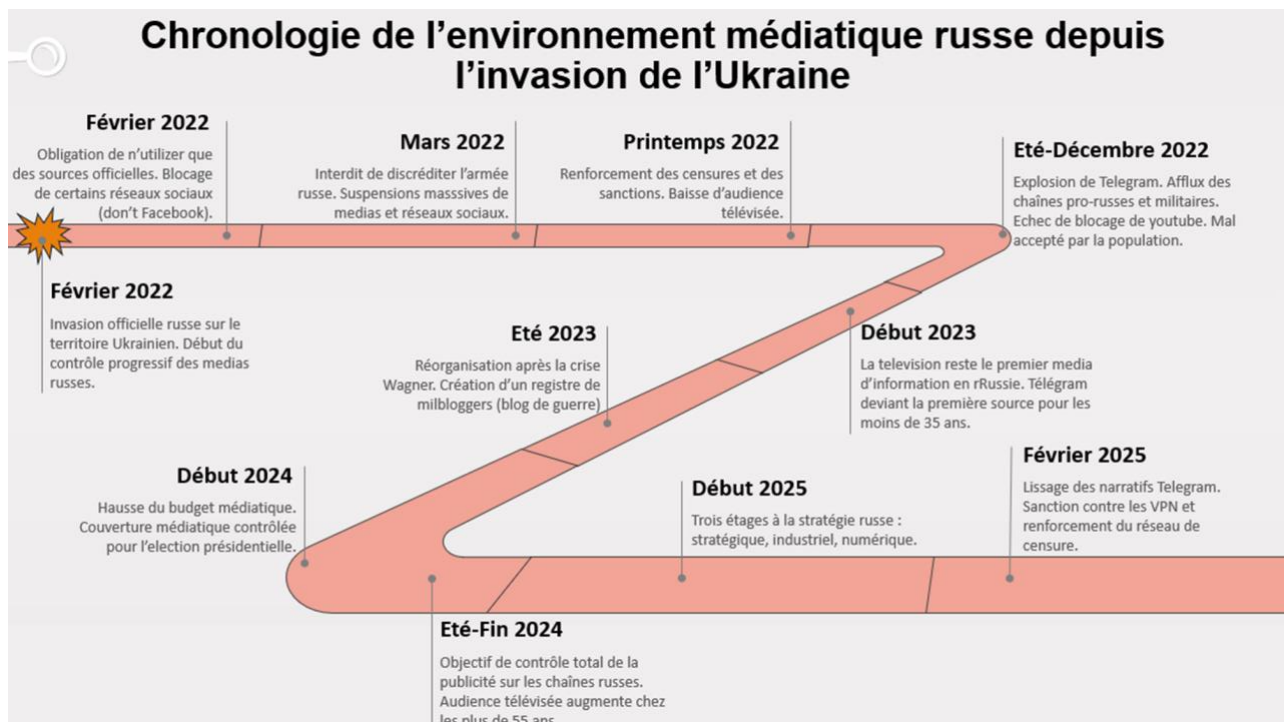 Chronologie de l’environnement médiatique russe depuis
l’invasion de l’Ukraine
Février 2022
Obligation de n’utilizer que
des sources officielles. Blocage
de certains réseaux sociaux
(don’t Facebook).
Mars 2022
Interdit de discréditer l’armée
russe. Suspensions masssives de
medias et réseaux sociaux.
Printemps 2022
Renforcement des censures et des
sanctions. Baisse d’audience
télévisée.
Eté-Décembre 2022
Explosion de Telegram. Afflux des
chaînes pro-russes et militaires.
Echec de blocage de youtube. Mal
accepté par la population.
Février 2022
Invasion officielle russe sur le
territoire Ukrainien. Début du
contrôle progressif des medias
russes.
Eté 2023
Réorganisation après la crise
Wagner. Création d’un registre de
milbloggers (blog de guerre)
Début 2023
La television reste le premier media
d’information en rRussie. Télégram
deviant la première source pour les
moins de 35 ans.
Début 2024
Hausse du budget médiatique.
Couverture médiatique contrôlée
pour l’election présidentielle.
Début 2025
Trois étages à la stratégie russe :
stratégique, industriel, numérique.
Février 2025
Lissage des narratifs Telegram.
Sanction contre les VPN et
renforcement du réseau de
censure.
Eté-Fin 2024
Objectif de contrôle total de la
publicité sur les chaînes russes.
Audience télévisée augmente chez
les plus de 55 ans